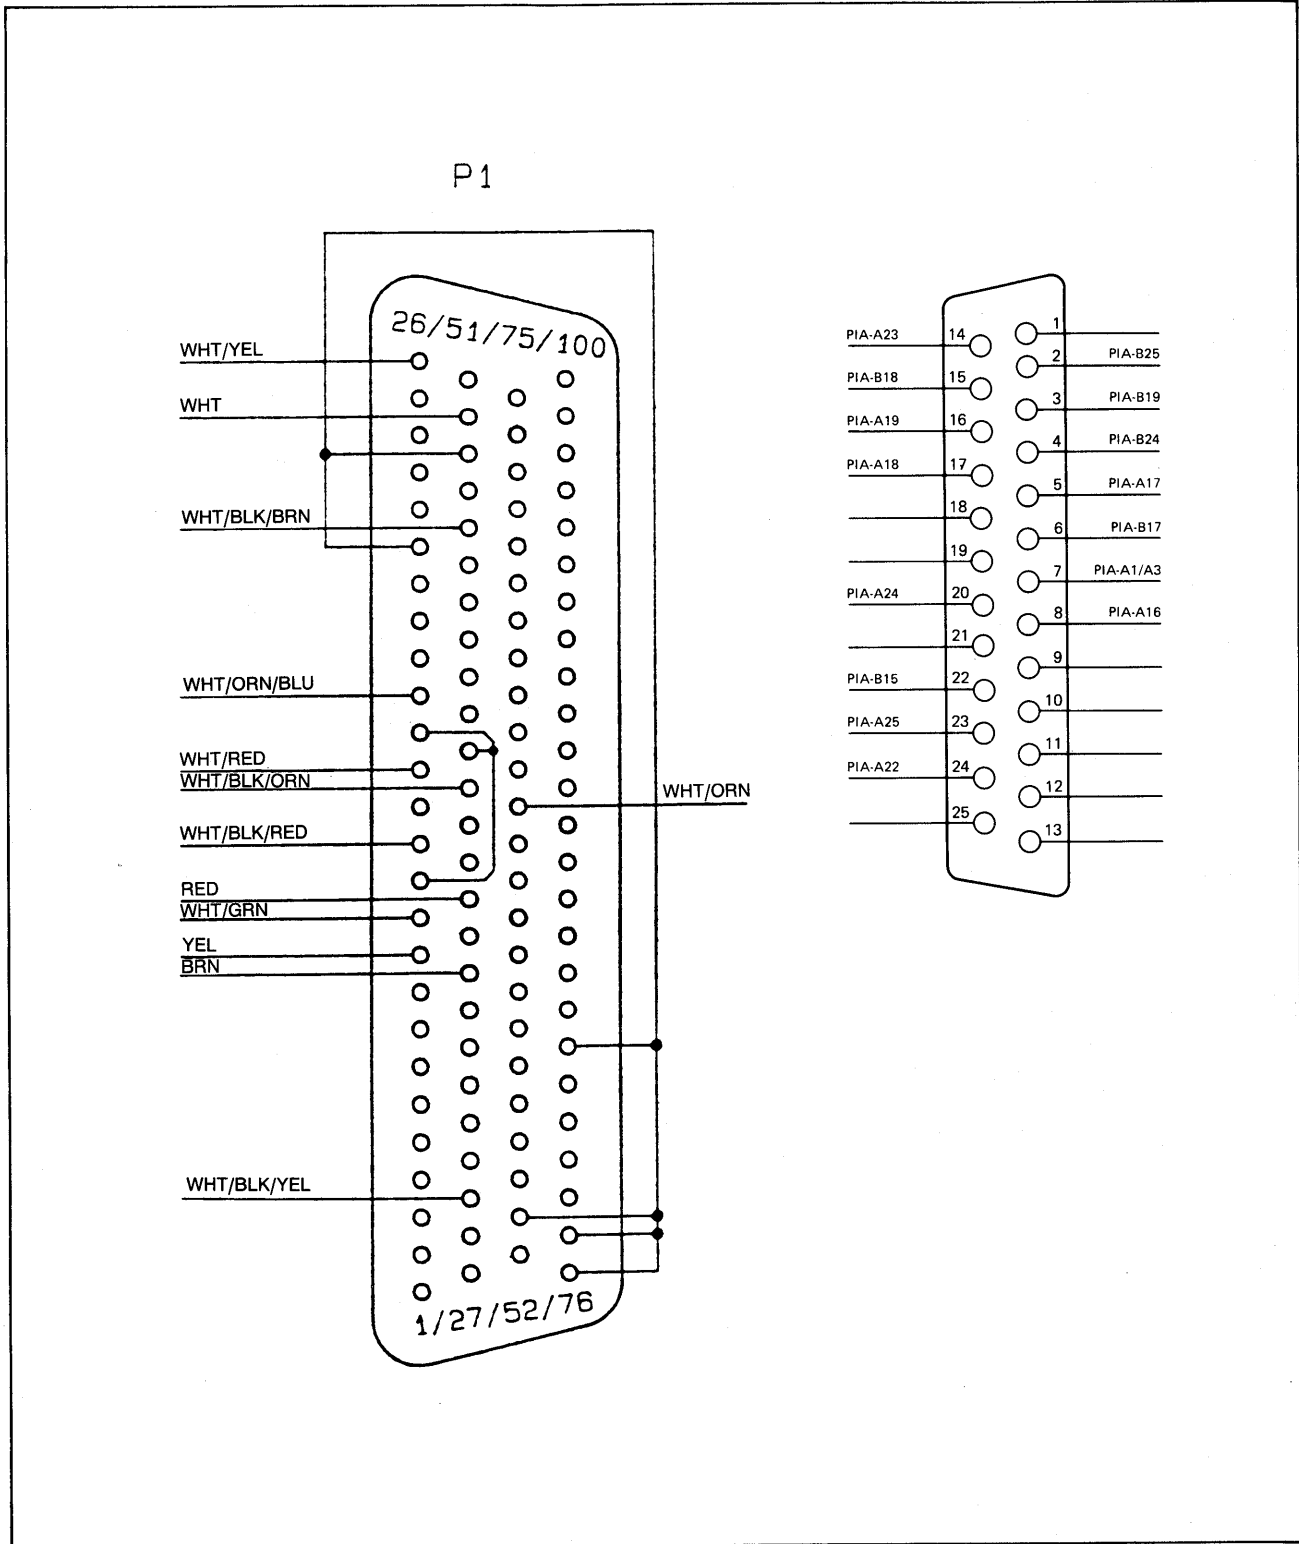 P1
26/51/75/100
WHT/YEL
WHT
WHT/BLK/BRN
WHT/ORN/BLU
WHT/RED
WHT/BLK/ORN
WHT/BLK/RED
RED
WHT/GRN
YEL
BRN
WHT/BLK/YEL
WHT/ORN
1/27/52/76
PIA-A23 14
PIA-B18 15
PIA-A19 16
PIA-A18 17
18
19
PIA-A24 20
21
PIA-B15 22
PIA-A25 23
PIA-A22 24
25
1
2 PIA-B25
3 PIA-B19
4 PIA-B24
5 PIA-A17
6 PIA-B17
7 PIA-A1/A3
8 PIA-A16
9
10
11
12
13